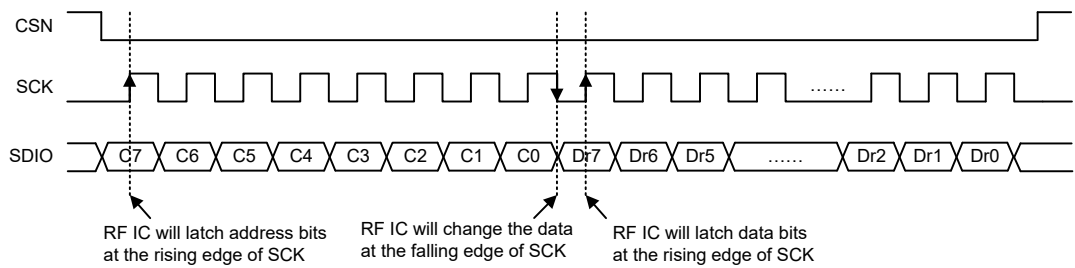 CSN
SCK
......
SDIO C7 C6 C5 C4 C3 C2 C1 C0 Dr7 Dr6 Dr5 ...... Dr2 Dr1 Dr0
RF IC will latch address bits
at the rising edge of SCK
RF IC will change the data
at the falling edge of SCK
RF IC will latch data bits
at the rising edge of SCK